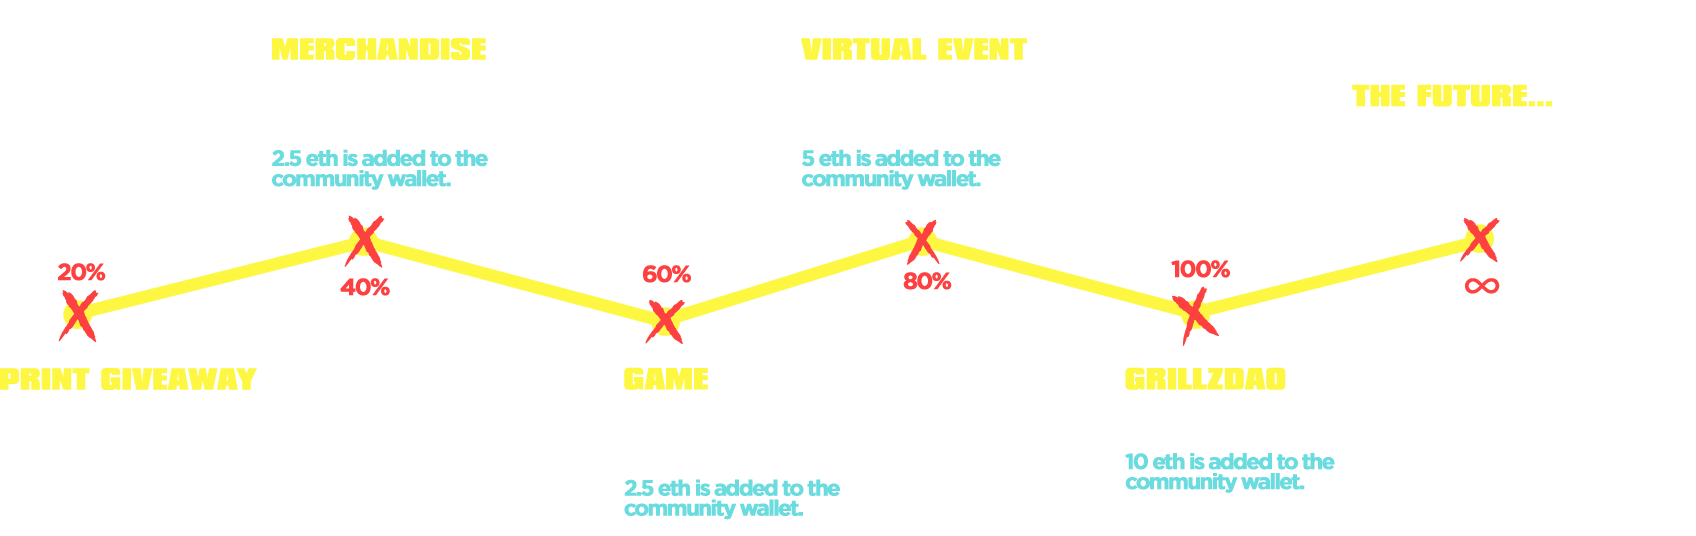 MERCHANDISE
2.5 eth is added to the
community wallet.
VIRTUAL EVENT
5 eth is added to the
community wallet.
THE FUTURE...
20%
40%
60%
80%
100%
∞
PRINT GIVEAWAY
GAME
2.5 eth is added to the
community wallet.
GRILLZDAO
10 eth is added to the
community wallet.